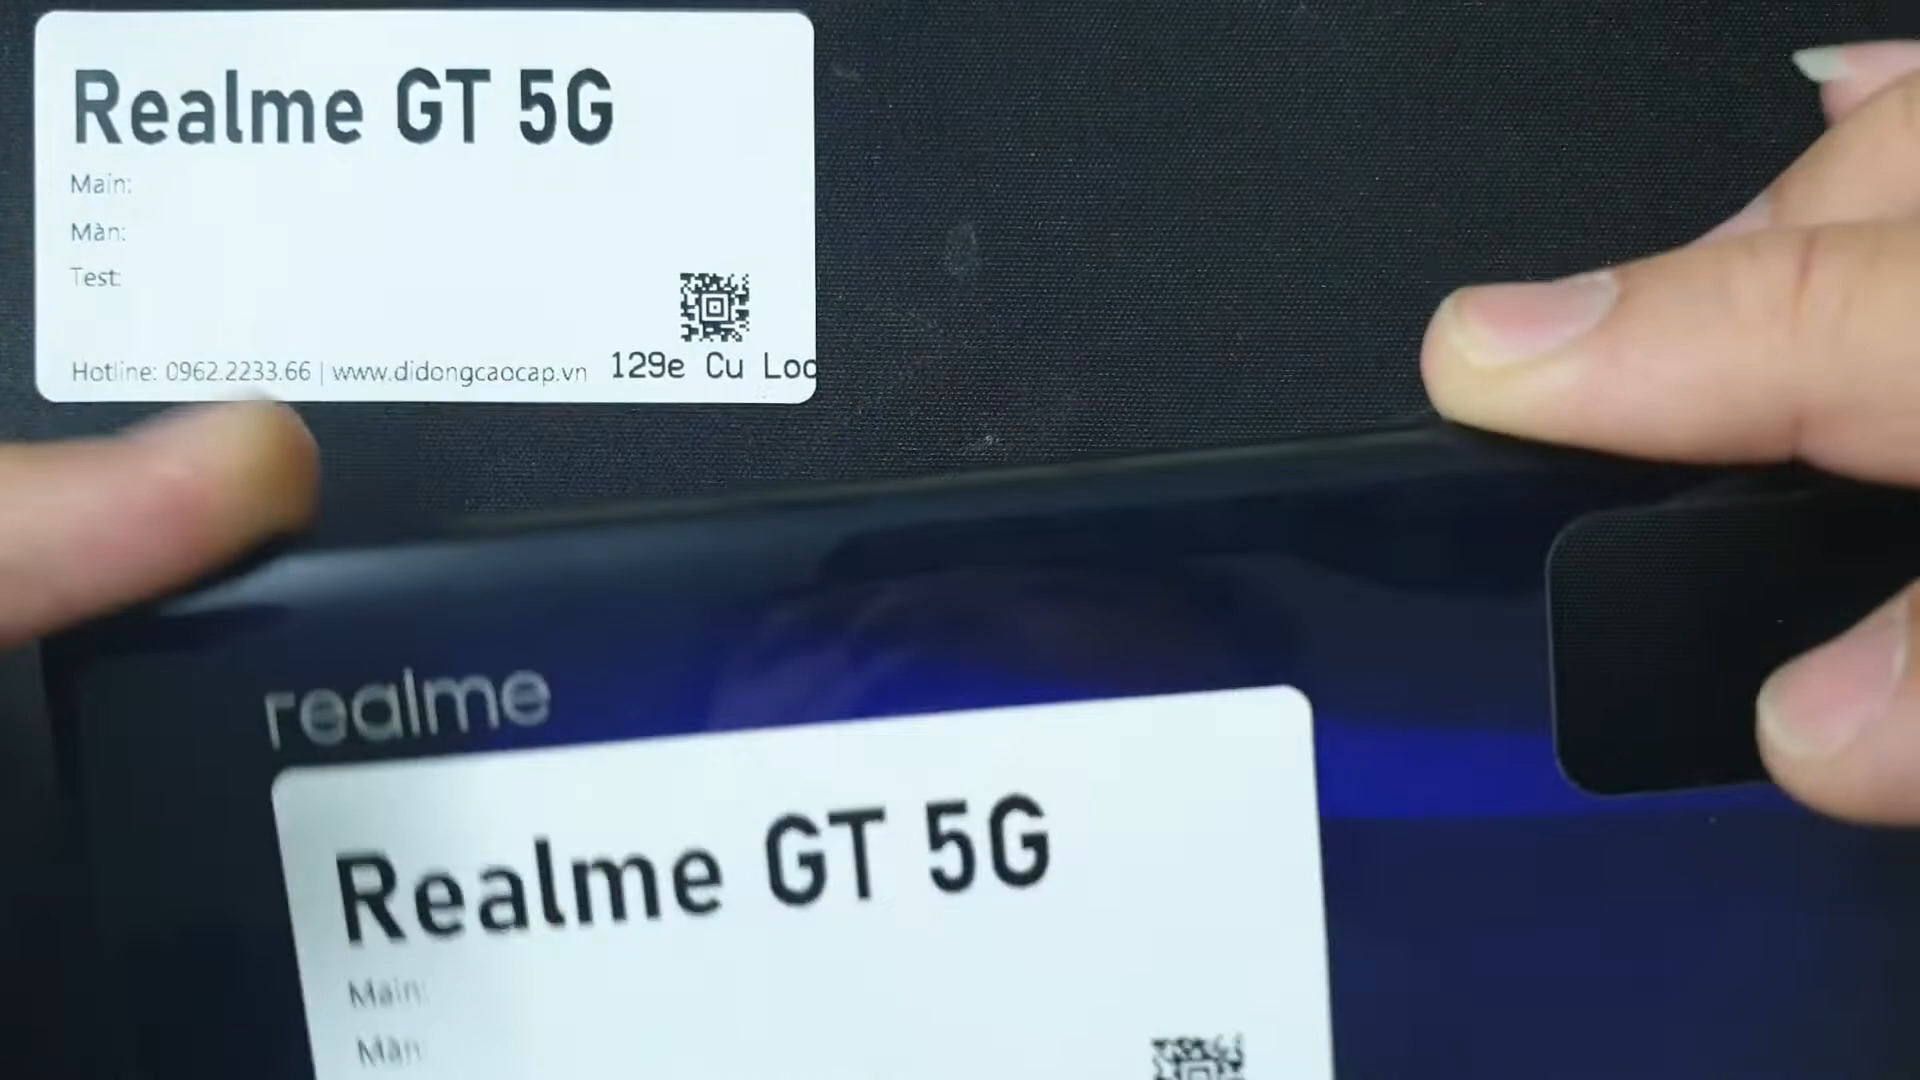 Realme GT 5G
Main:
Màn:
Test:
Hotline: 0962.2233.66 | www.didongcaocap.vn 129e Cu Loc
realme
Realme GT 5G
Main:
Màn: